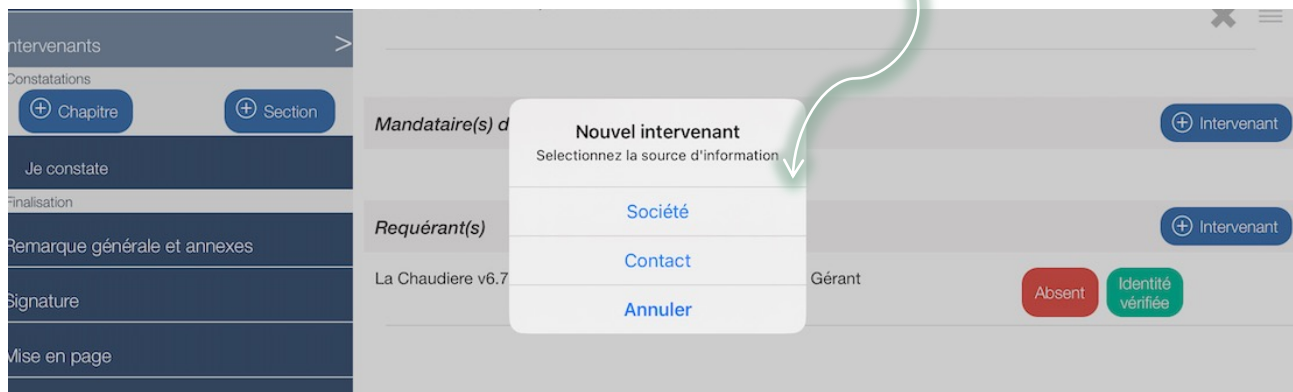 ntervenants >
Constatations
Chapitre
Section
Je constate
Finalisation
Remarque générale et annexes
Signature
Mise en page
Mandataire(s) d
Intervenant
Requérant(s)
Intervenant
La Chaudiere v6.7
Gérant
Absent
Identité
vérifiée
Nouvel intervenant
Selectionnez la source d'information
Société
Contact
Annuler